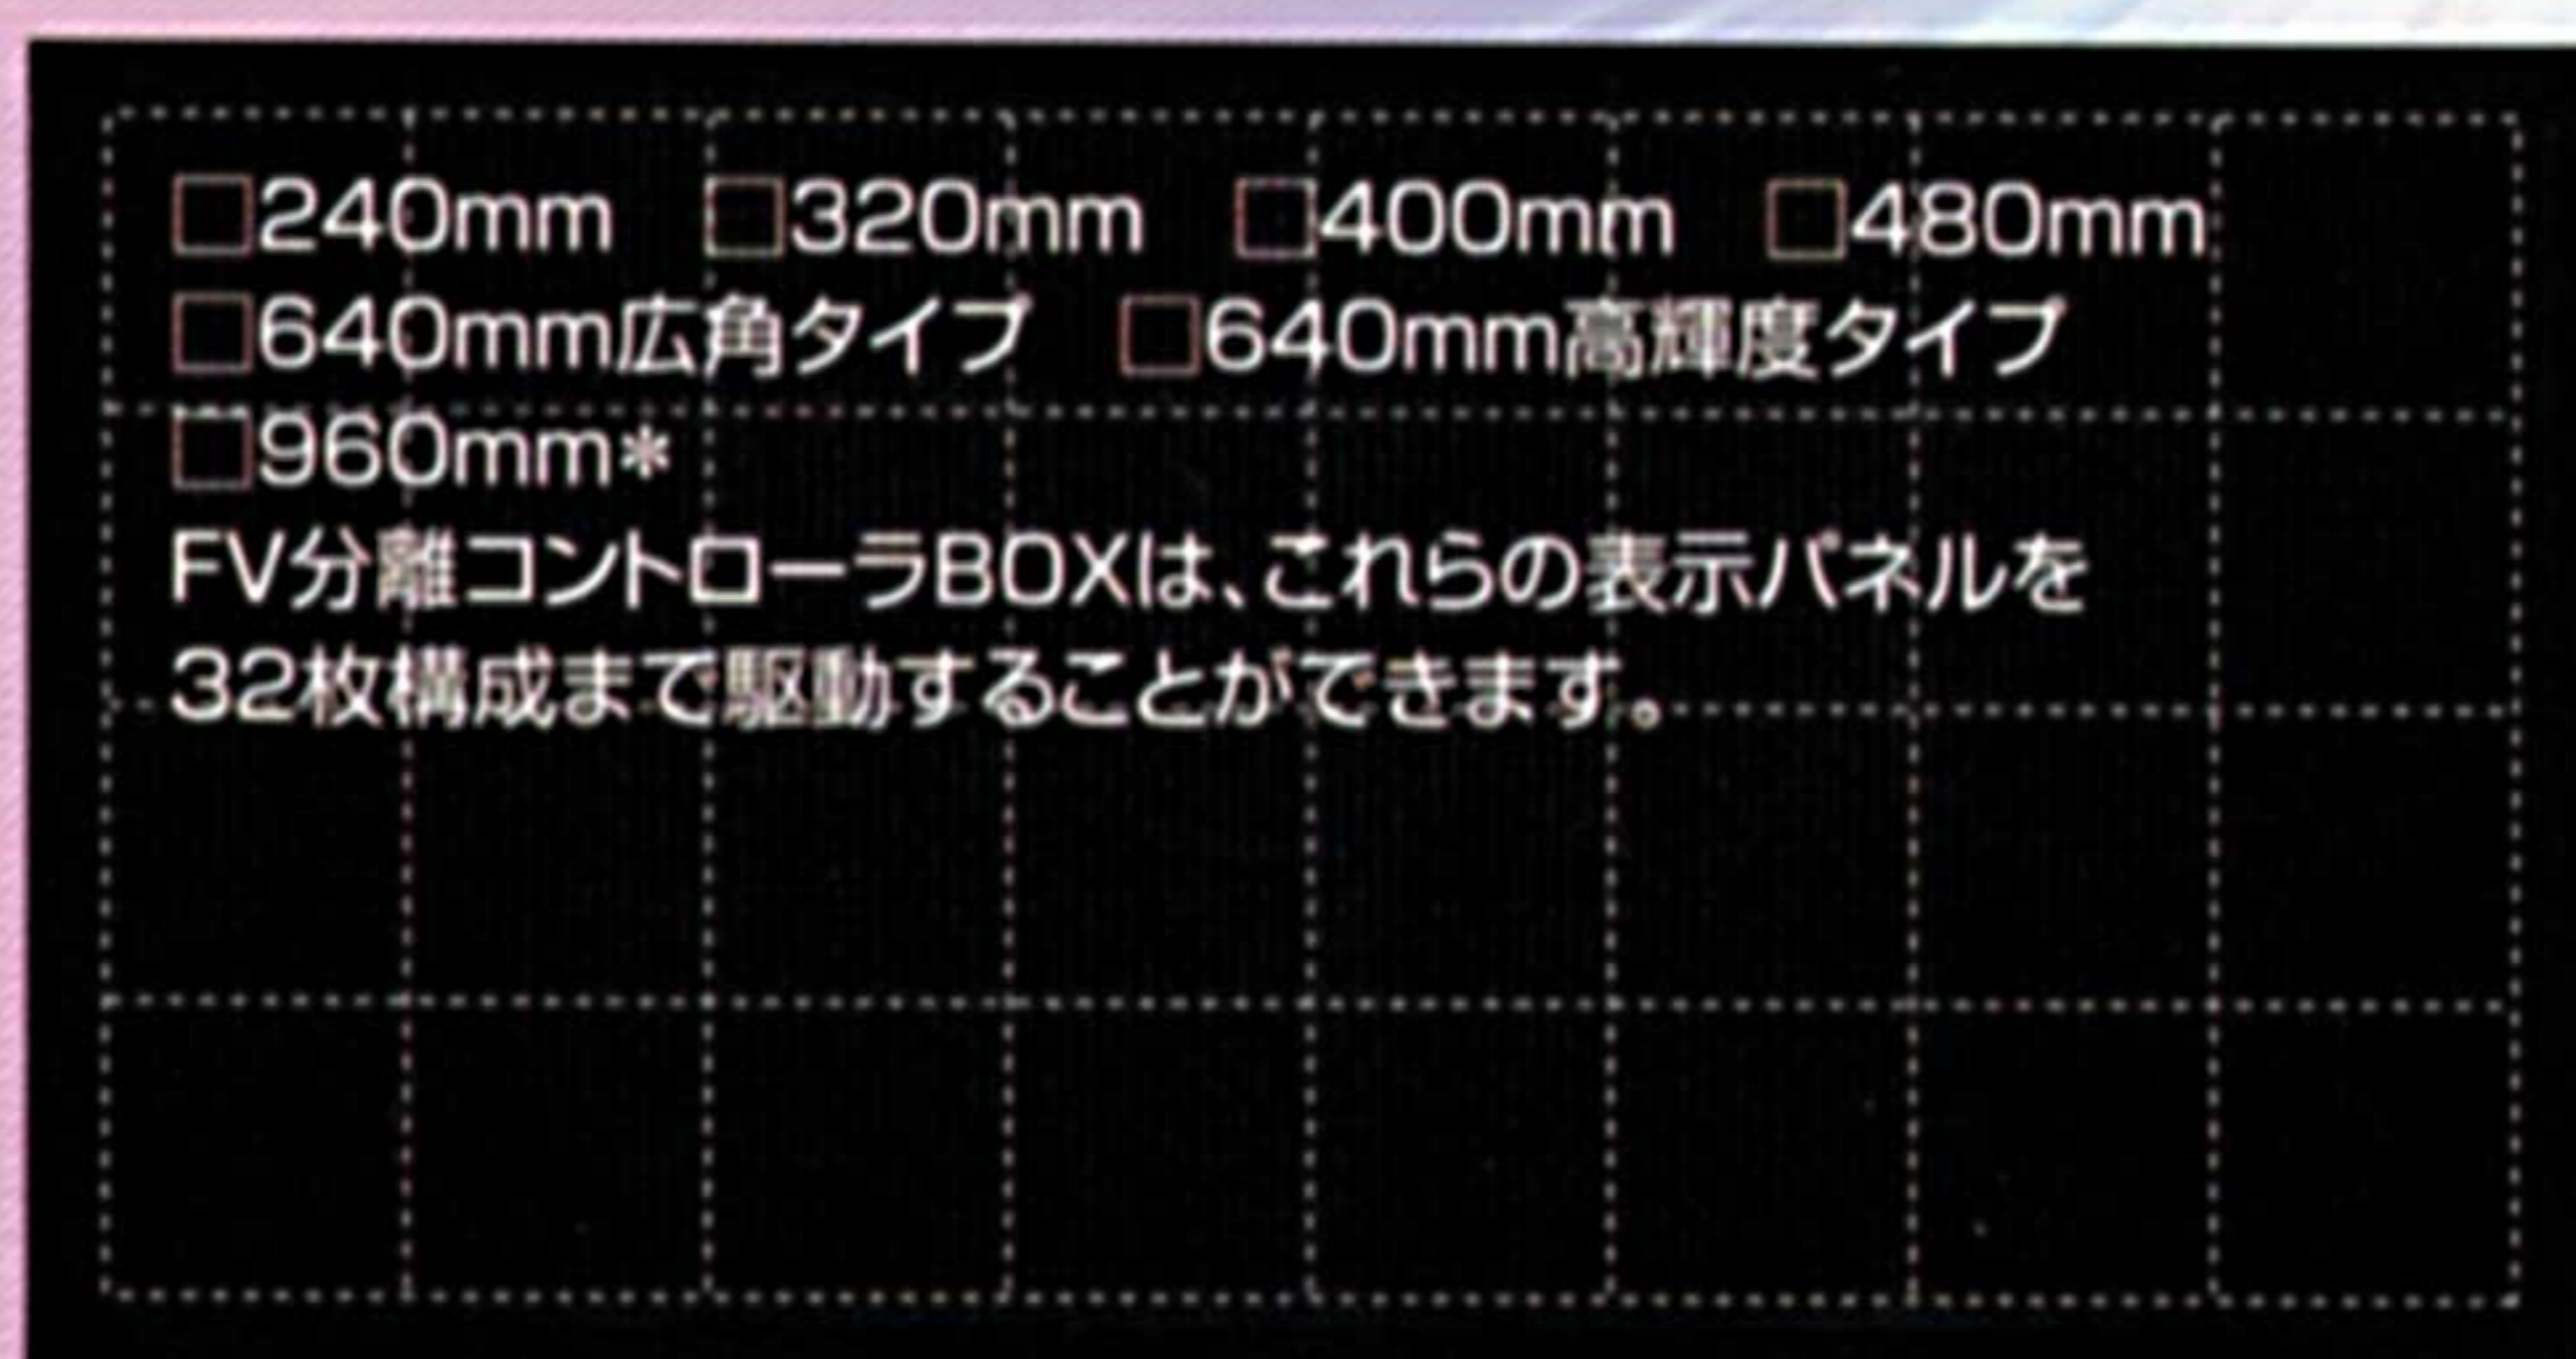 □240mm □320mm □400mm □480mm
□640mm広角タイプ □640mm高輝度タイプ
□960mm*
FV分離コントローラBOXは、これらの表示パネルを
32枚構成まで駆動することができます。